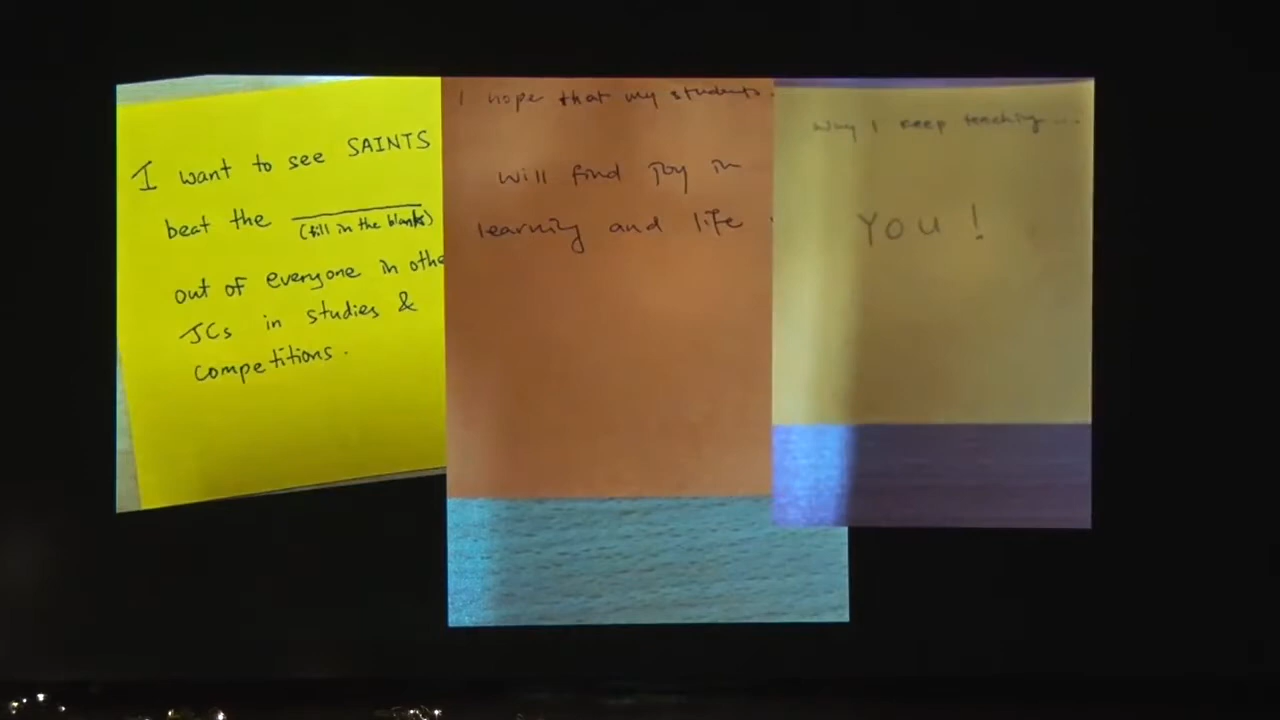 I want to see SAINTS
beat the ________
(fill in the blanks)
out of everyone in othe
JCs in studies &
competitions.
I hope that my students
will find joy in
learning and life.
Why I keep teaching...
YOU!